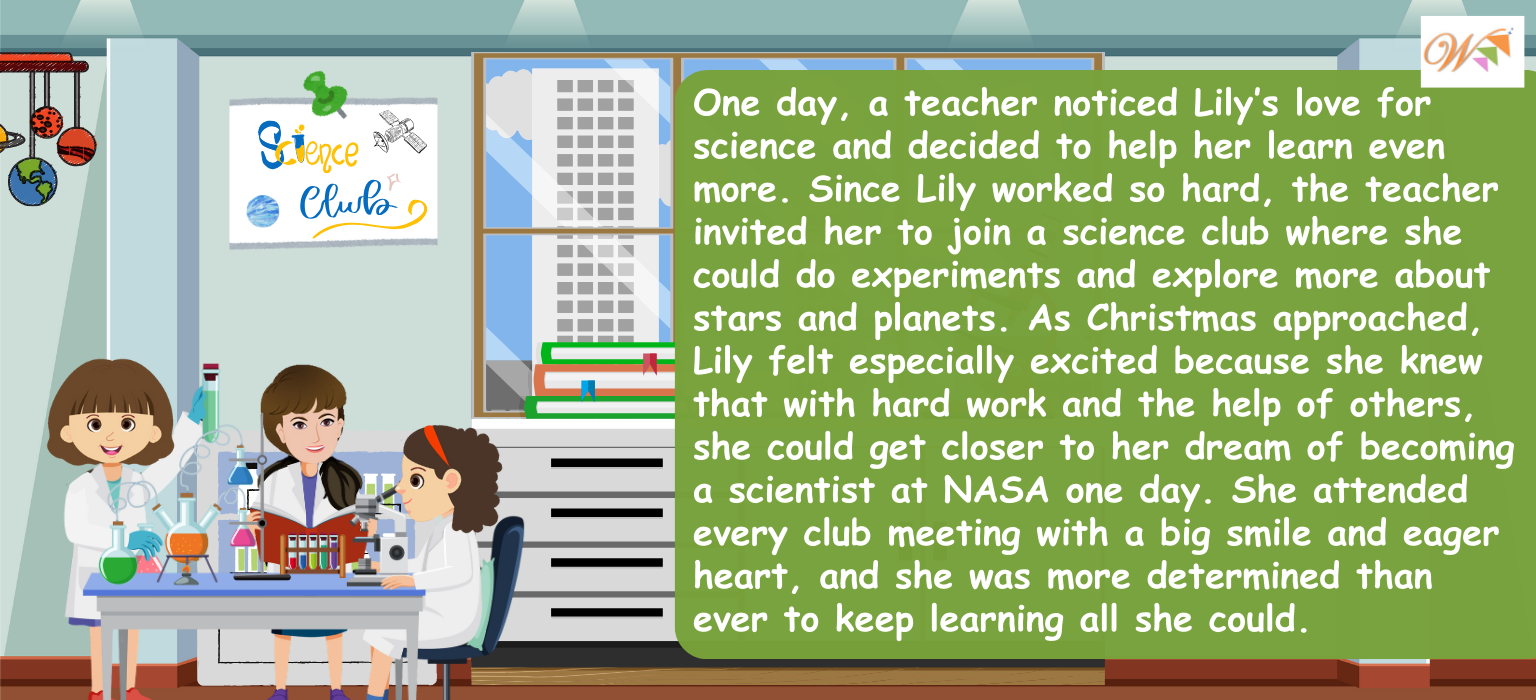 Science
Club
W
One day, a teacher noticed Lily's love for
science and decided to help her learn even
more. Since Lily worked so hard, the teacher
invited her to join a science club where she
could do experiments and explore more about
stars and planets. As Christmas approached,
Lily felt especially excited because she knew
that with hard work and the help of others,
she could get closer to her dream of becoming
a scientist at NASA one day. She attended
every club meeting with a big smile and eager
heart, and she was more determined than
ever to keep learning all she could.